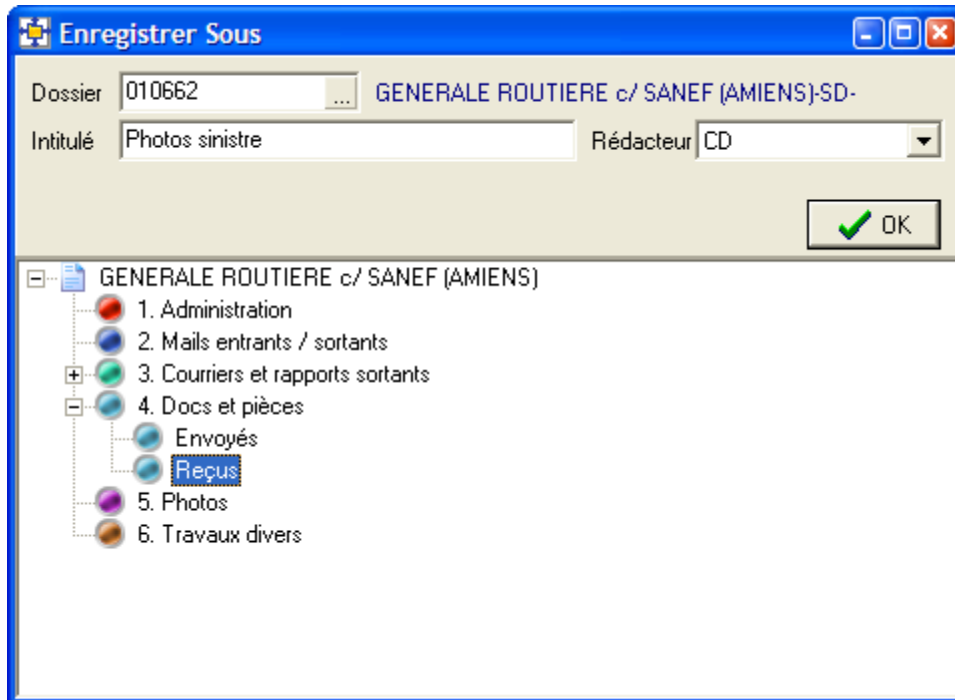 Enregistrer Sous
Dossier 010662 ... GENERALE ROUTIERE c/ SANEF (AMIENS)-SD-
Intitulé Photos sinistre Rédacteur CD
OK
GENERALE ROUTIERE c/ SANEF (AMIENS)
1. Administration
2. Mails entrants / sortants
3. Courriers et rapports sortants
4. Docs et pièces
Envoyés
Reçus
5. Photos
6. Travaux divers